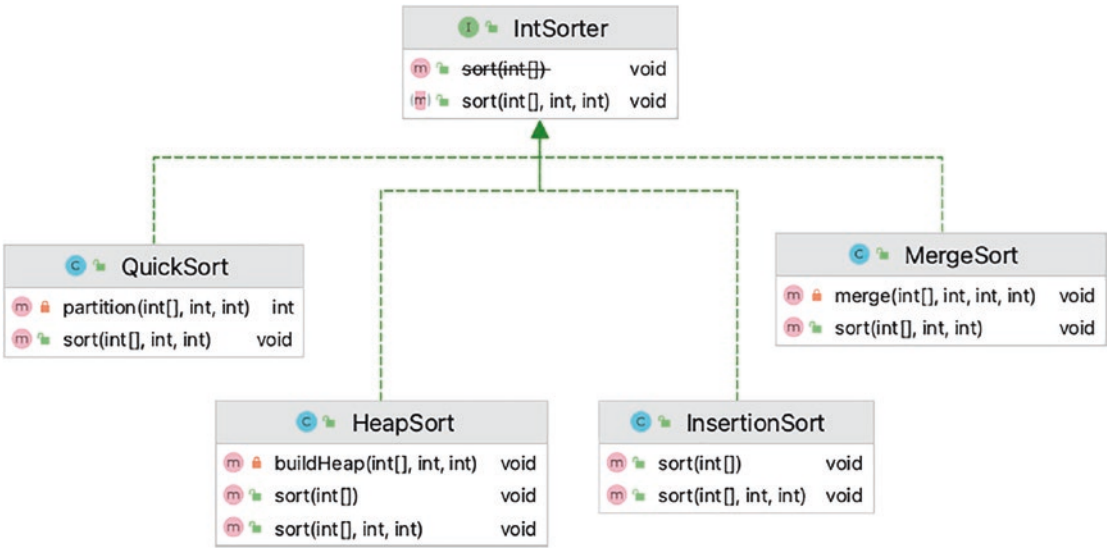 I IntSorter
m sort(int[]) void
(m) sort(int[], int, int) void
C QuickSort
m partition(int[], int, int) int
m sort(int[], int, int) void
C MergeSort
m merge(int[], int, int, int) void
m sort(int[], int, int) void
C HeapSort
m buildHeap(int[], int, int) void
m sort(int[]) void
m sort(int[], int, int) void
C InsertionSort
m sort(int[]) void
m sort(int[], int, int) void